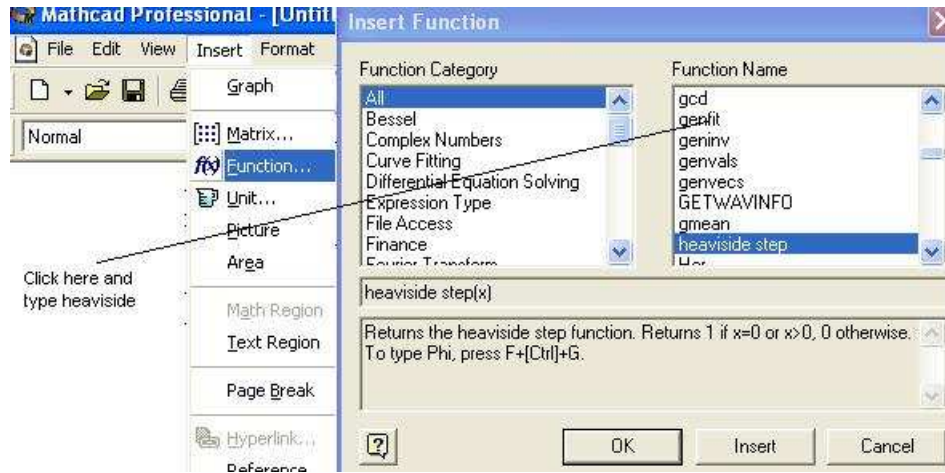 Mathcad Professional - [Untitl
File Edit View Insert Format
Normal
Graph
Matrix...
f(x) Function...
Unit...
Picture
Area
Math Region
Text Region
Page Break
Hyperlink...
Reference
Click here and
type heaviside
Insert Function
Function Category
All
Bessel
Complex Numbers
Curve Fitting
Differential Equation Solving
Expression Type
File Access
Finance
Fourier Transform
Function Name
gcd
genfit
geninv
genvals
genvecs
GETWAVINFO
gmean
heaviside step
Her
heaviside step(x)
Returns the heaviside step function. Returns 1 if x=0 or x>0, 0 otherwise.
To type Phi, press F+[Ctrl]+G.
OK Insert Cancel